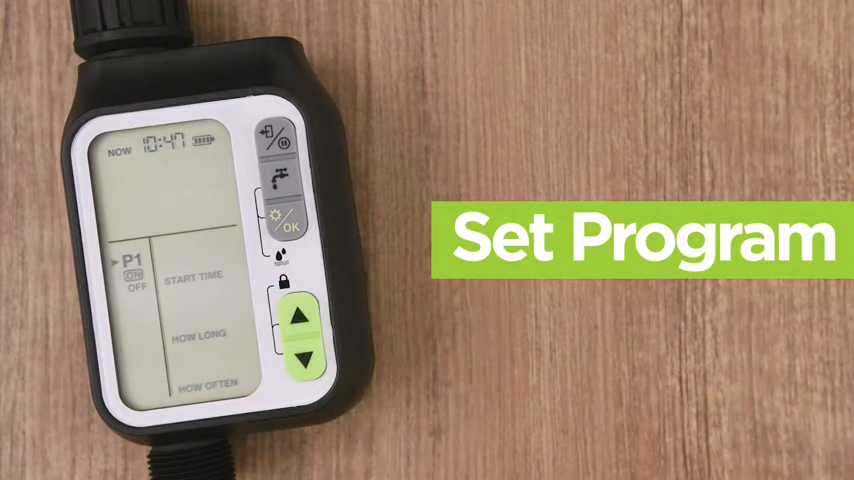 NOW 10:47
P1
ON
OFF
START TIME
HOW LONG
HOW OFTEN
OK
Set Program